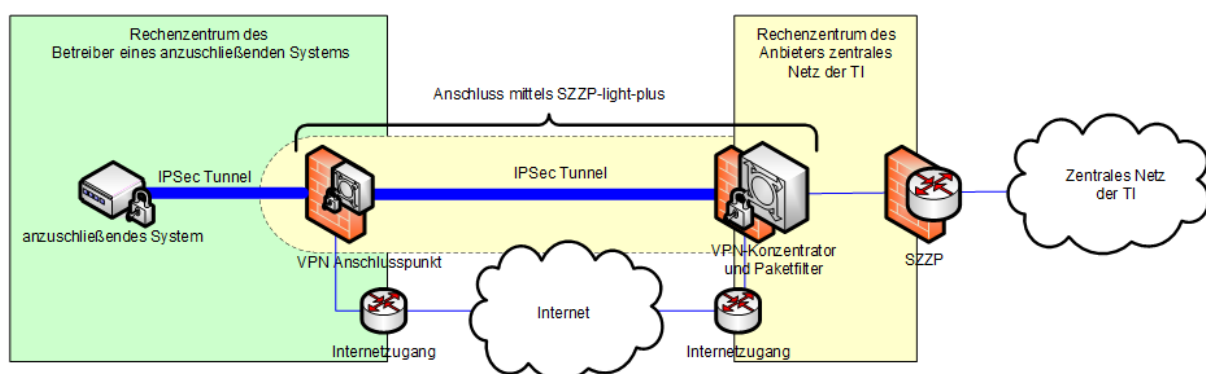 Rechenzentrum des
Betreiber eines anzuschließenden Systems
Rechenzentrum des
Anbieters zentrales
Netz der TI
Anschluss mittels SZZP-light-plus
IPSec Tunnel
IPSec Tunnel
Zentrales Netz
der TI
anzuschließendes System
VPN Anschlusspunkt
VPN-Konzentrator
und Paketfilter
SZZP
Internet
Internetzugang
Internetzugang